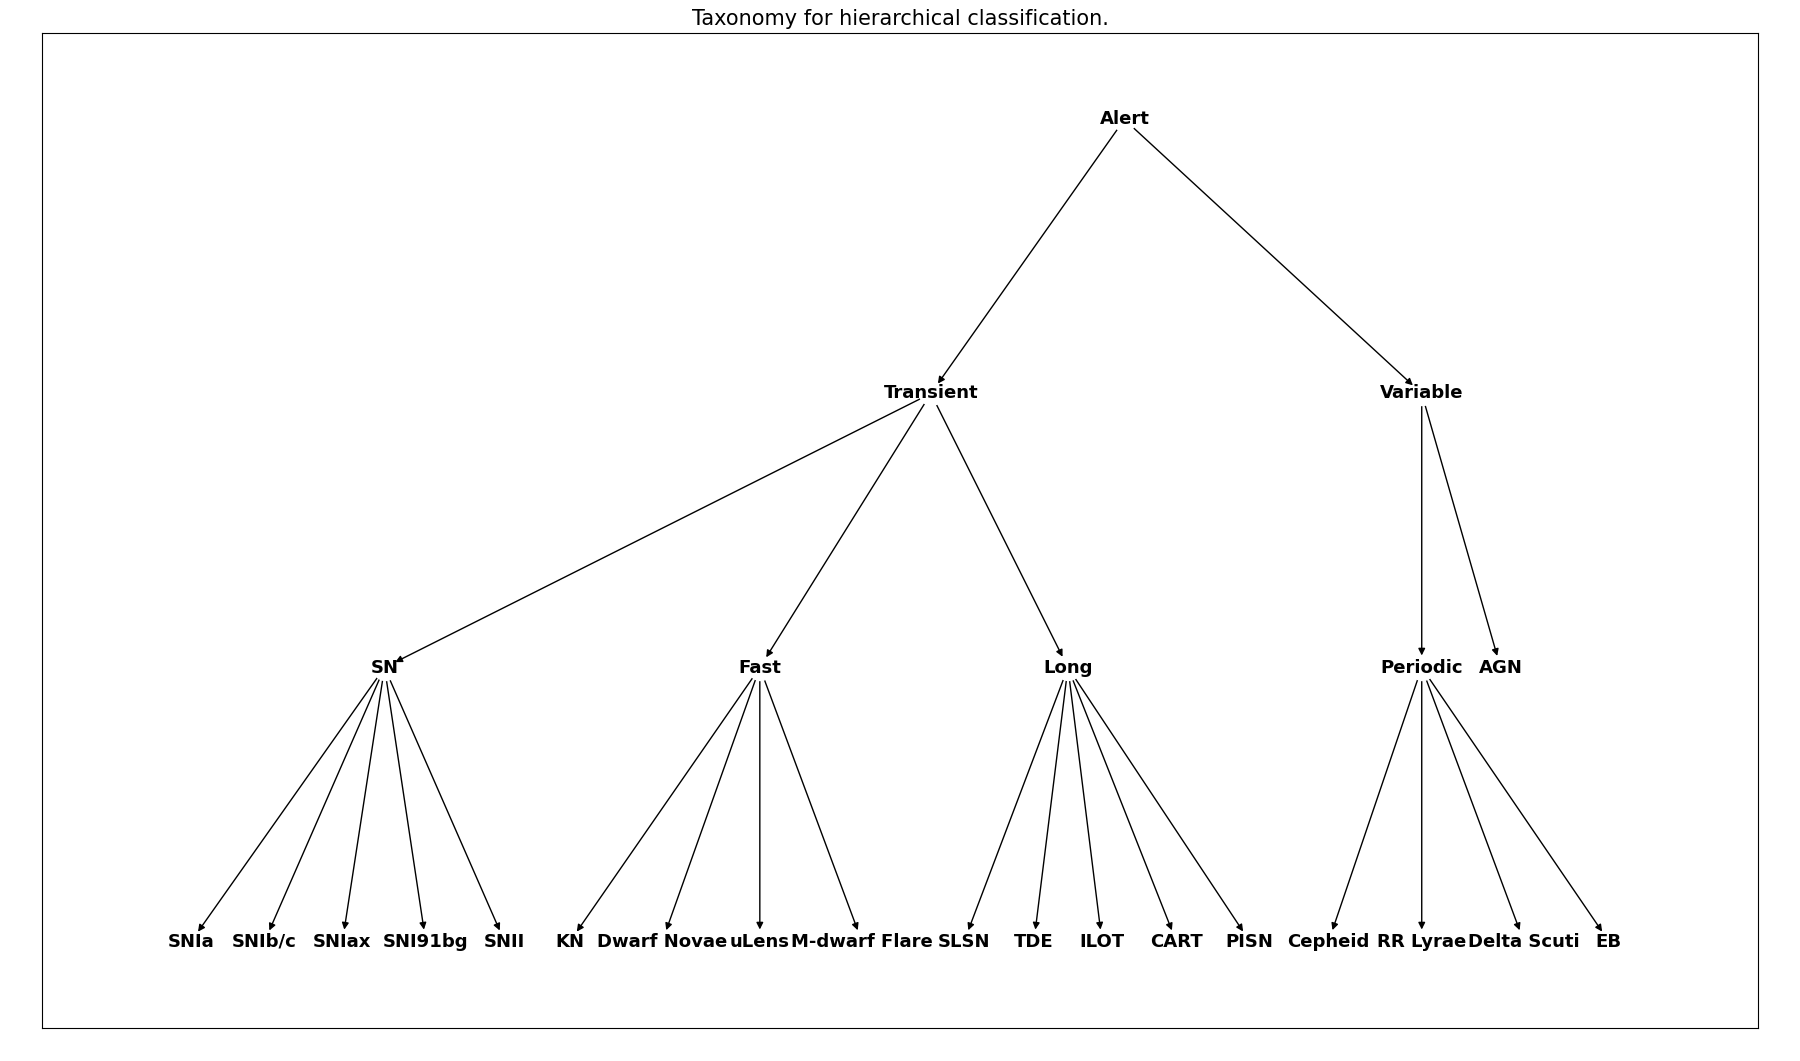 Taxonomy for hierarchical classification.
Alert
Transient Variable
SN Fast Long Periodic AGN
SNIa SNIb/c SNIax SNI91bg SNII KN Dwarf Novae uLens M-dwarf Flare SLSN TDE ILOT CART PISN Cepheid RR Lyrae Delta Scuti EB